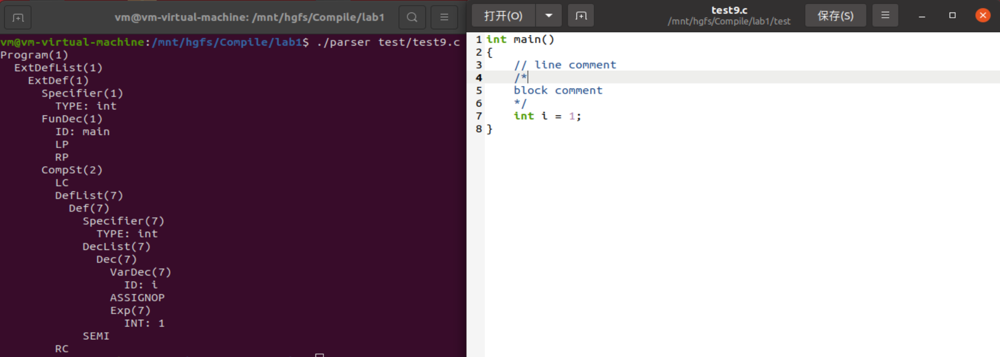 vm@vm-virtual-machine: /mnt/hgfs/Compile/lab1
vm@vm-virtual-machine:/mnt/hgfs/Compile/lab1$ ./parser test/test9.c
Program(1)
  ExtDefList(1)
    ExtDef(1)
      Specifier(1)
        TYPE: int
      FunDec(1)
        ID: main
        LP
        RP
      CompSt(2)
        LC
        DefList(7)
          Def(7)
            Specifier(7)
              TYPE: int
            DecList(7)
              Dec(7)
                VarDec(7)
                  ID: i
                ASSIGNOP
                Exp(7)
                  INT: 1
            SEMI
        RC
打开(O)
test9.c
/mnt/hgfs/Compile/lab1/test
保存(S)
1 int main()
2 {
3     // line comment
4     /*
5     block comment
6     */
7     int i = 1;
8 }